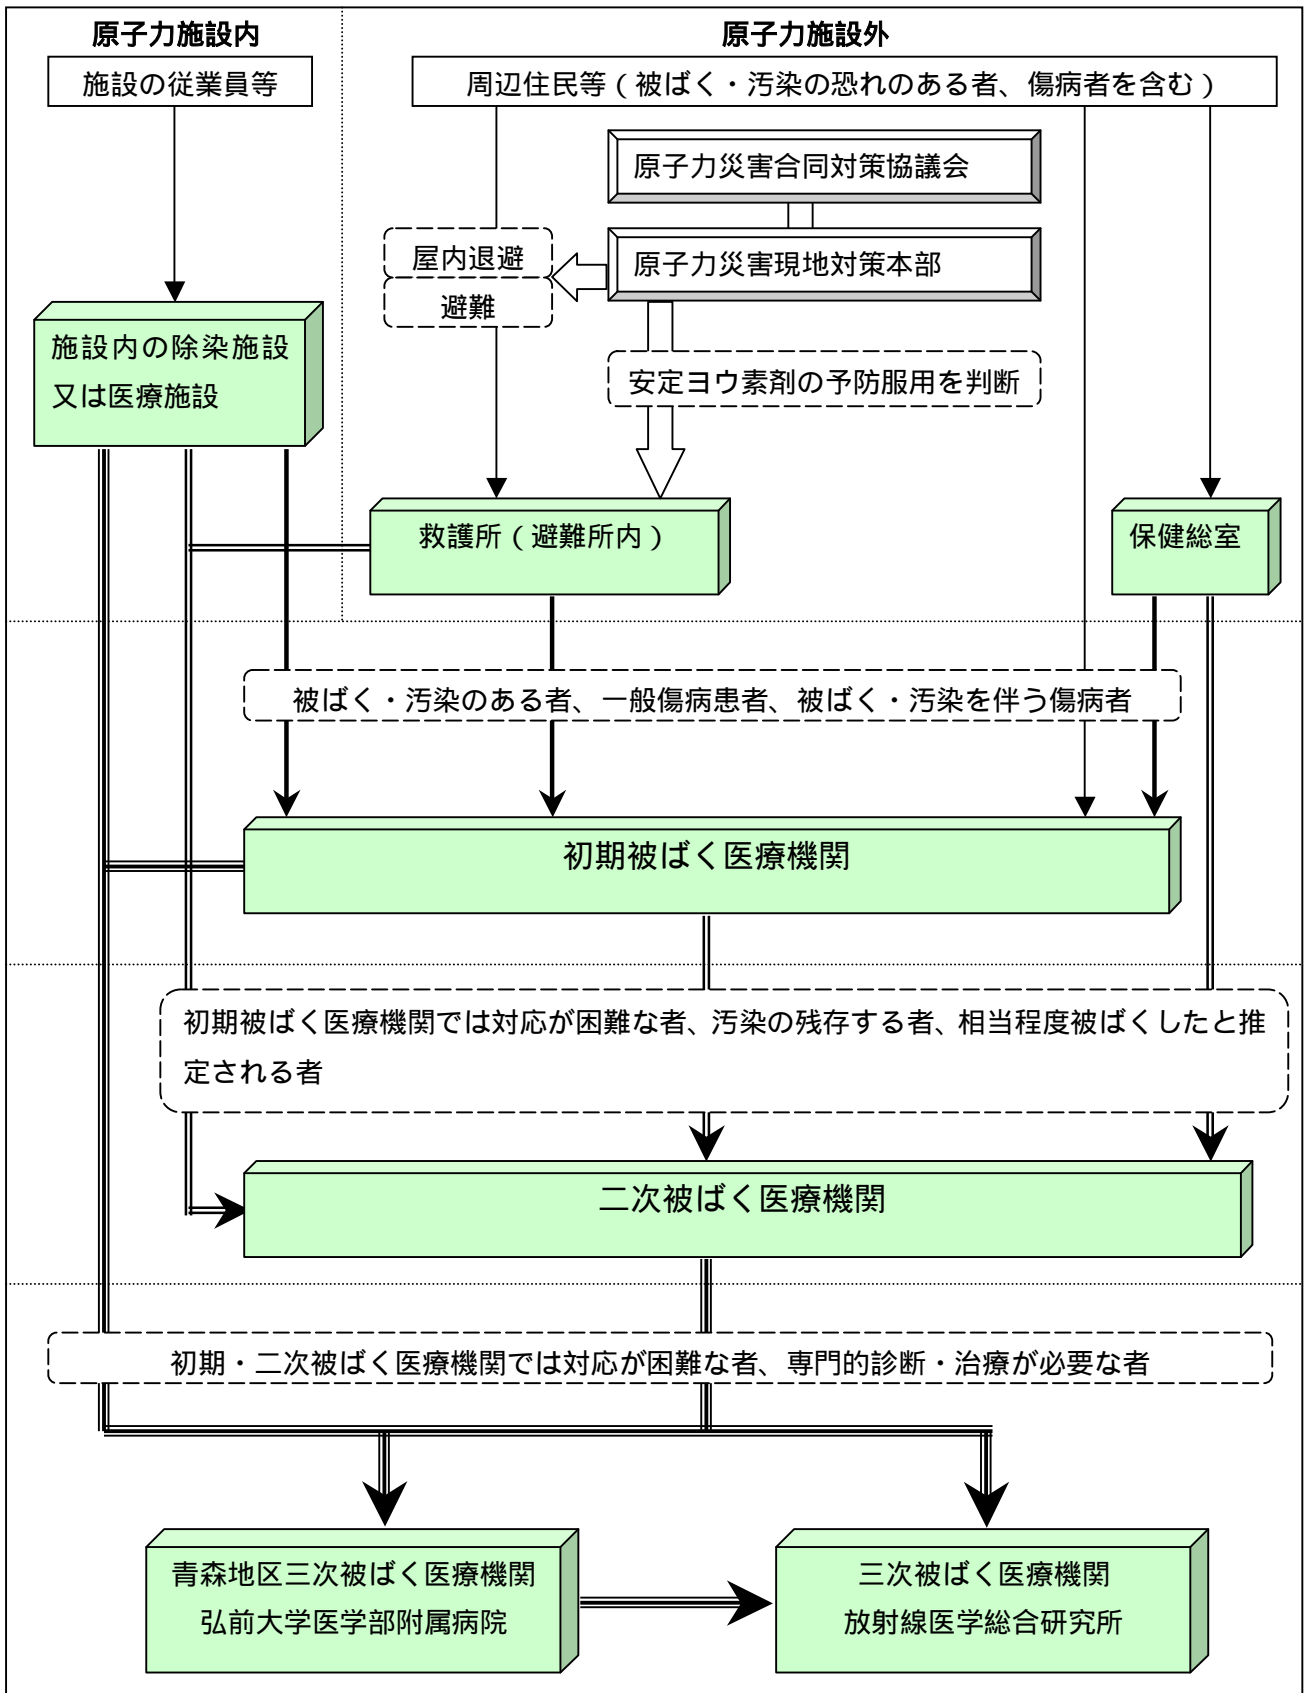 原子力施設内
原子力施設外
施設の従業員等
周辺住民等（被ばく・汚染の恐れのある者、傷病者を含む）
原子力災害合同対策協議会
屋内退避
原子力災害現地対策本部
避難
施設内の除染施設
又は医療施設
安定ヨウ素剤の予防服用を判断
救護所（避難所内）
保健総室
被ばく・汚染のある者、一般傷病患者、被ばく・汚染を伴う傷病者
初期被ばく医療機関
初期被ばく医療機関では対応が困難な者、汚染の残存する者、相当程度被ばくしたと推
定される者
二次被ばく医療機関
初期・二次被ばく医療機関では対応が困難な者、専門的診断・治療が必要な者
青森地区三次被ばく医療機関
弘前大学医学部附属病院
三次被ばく医療機関
放射線医学総合研究所